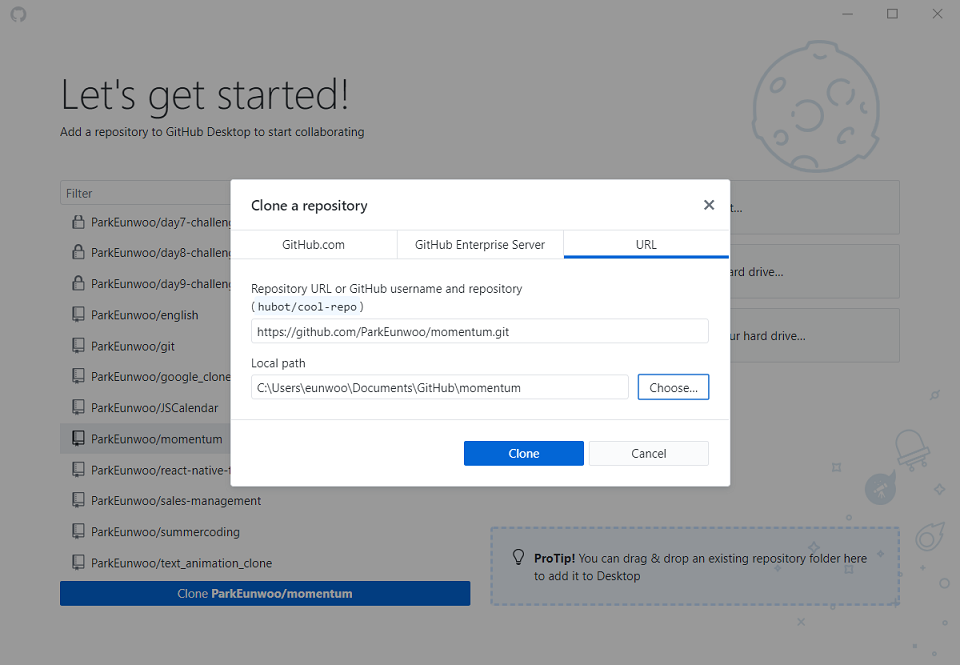 Let's get started!
Add a repository to GitHub Desktop to start collaborating
Filter
ParkEunwoo/day7-challeng
ParkEunwoo/day8-challeng
ParkEunwoo/day9-challeng
ParkEunwoo/english
ParkEunwoo/git
ParkEunwoo/google_clone
ParkEunwoo/JSCalendar
ParkEunwoo/momentum
ParkEunwoo/react-native-t
ParkEunwoo/sales-management
ParkEunwoo/summercoding
ParkEunwoo/text_animation_clone
Clone ParkEunwoo/momentum
Clone a repository
GitHub.com
GitHub Enterprise Server
URL
Repository URL or GitHub username and repository
(hubot/cool-repo)
https://github.com/ParkEunwoo/momentum.git
Local path
C:\Users\eunwoo\Documents\GitHub\momentum
Choose...
Clone
Cancel
t...
ard drive...
ur hard drive...
ProTip! You can drag & drop an existing repository folder here
to add it to Desktop